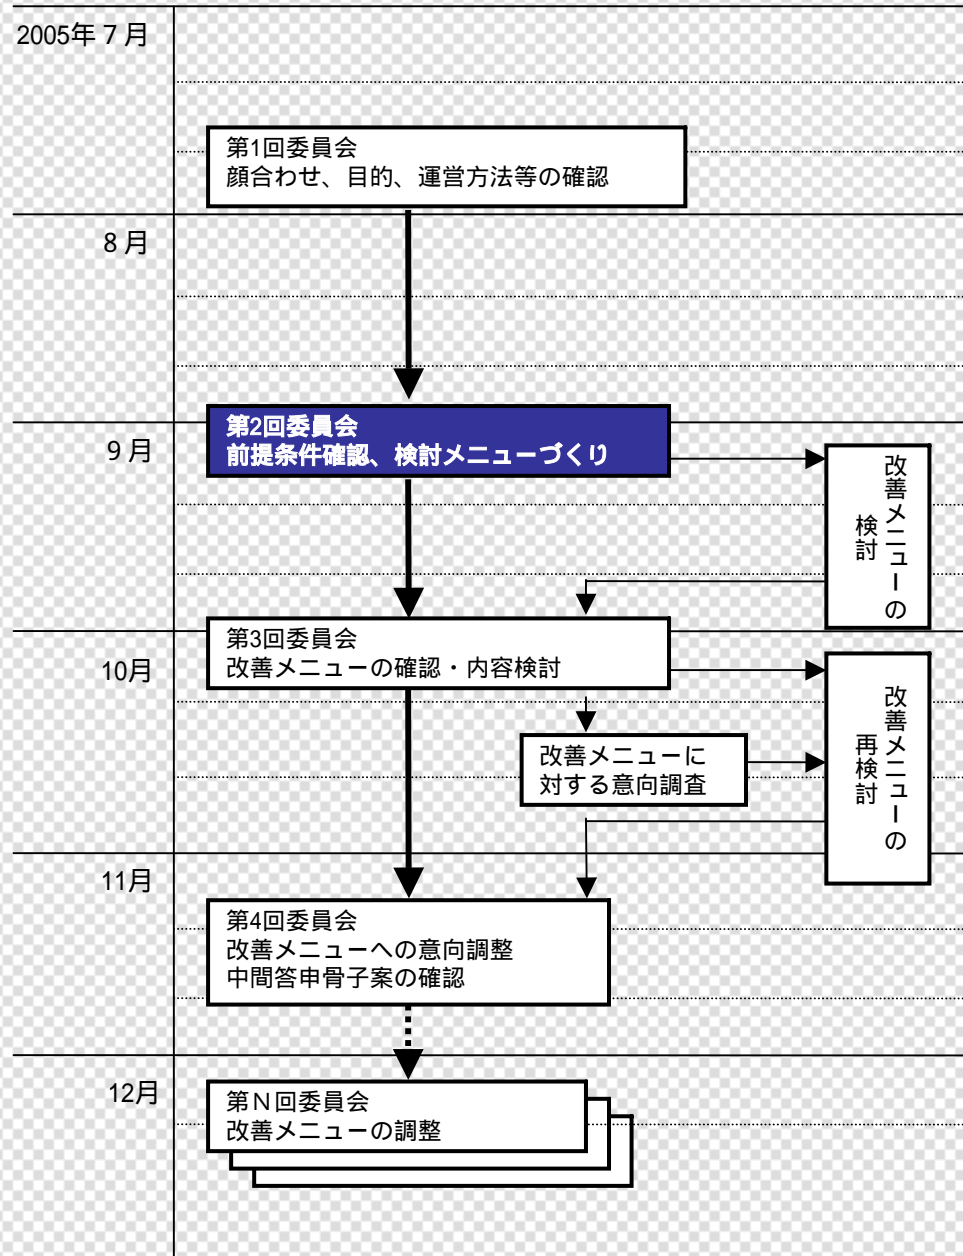 2005年７月
第1回委員会
顔合わせ、目的、運営方法等の確認
８月
第2回委員会
前提条件確認、検討メニューづくり
９月
改善メニューの
検討
第3回委員会
改善メニューの確認・内容検討
10月
改善メニューに
対する意向調査
改善メニューの
再検討
11月
第4回委員会
改善メニューへの意向調整
中間答申骨子案の確認
12月
第Ｎ回委員会
改善メニューの調整